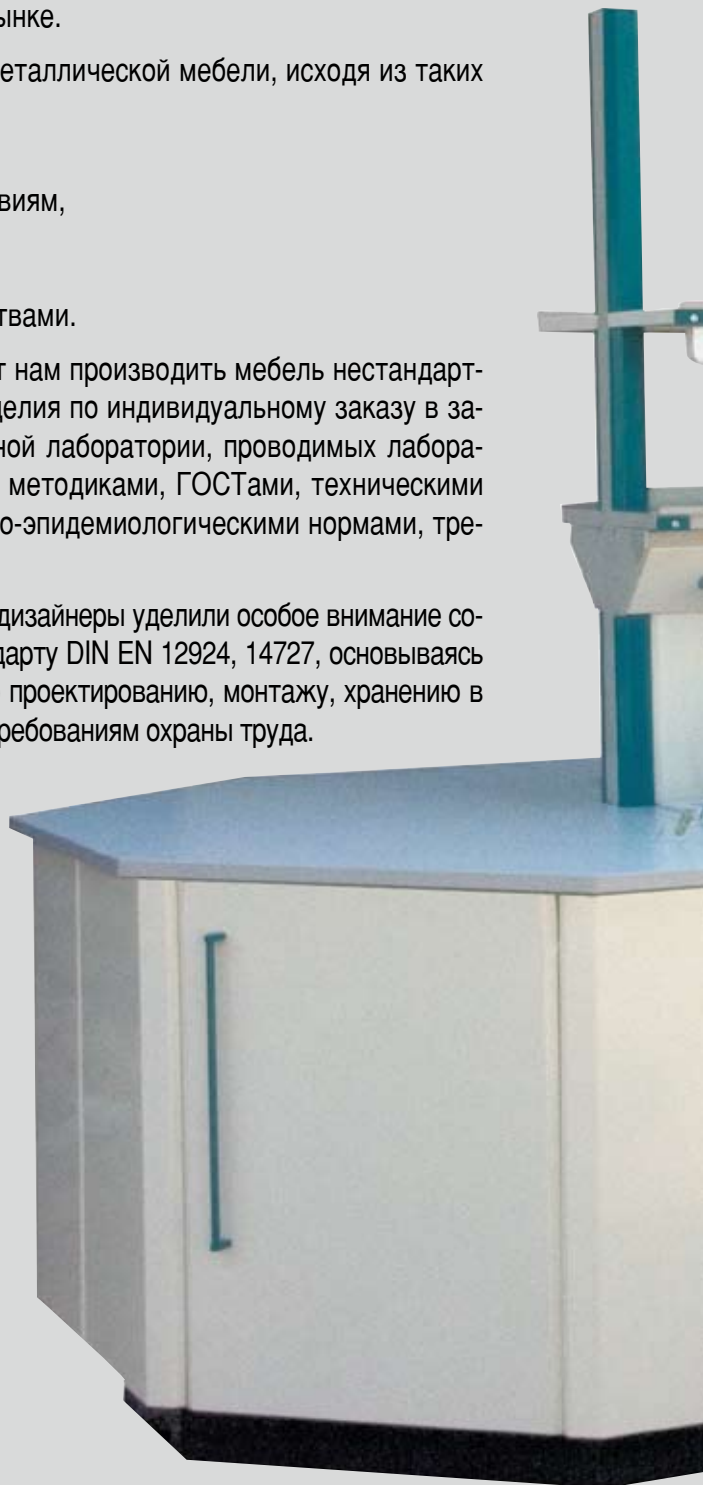 ынке.
еталлической мебели, исходя из таких
виям,
твами.
т нам производить мебель нестандарт-
делия по индивидуальному заказу в за-
ной лаборатории, проводимых лабора-
методиками, ГОСТами, техническими
о-эпидемиологическими нормами, тре-
дизайнеры уделили особое внимание со-
дарту DIN EN 12924, 14727, основываясь
проектированию, монтажу, хранению в
ребованиям охраны труда.